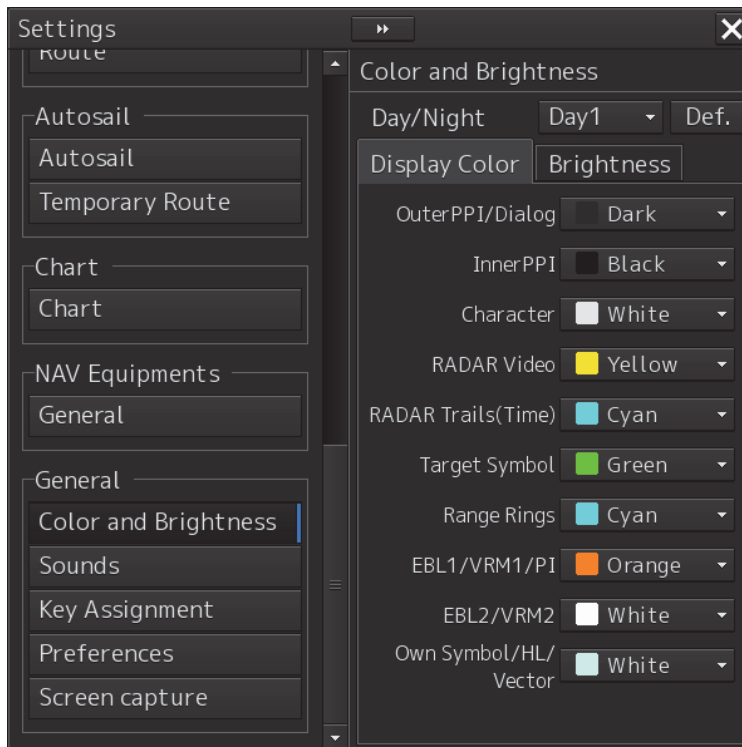 Settings
Route
Autosail
Autosail
Temporary Route
Chart
Chart
NAV Equipments
General
General
Color and Brightness
Sounds
Key Assignment
Preferences
Screen capture
Color and Brightness
Day/Night Day1 Def.
Display Color Brightness
OuterPPI/Dialog Dark
InnerPPI Black
Character White
RADAR Video Yellow
RADAR Trails(Time) Cyan
Target Symbol Green
Range Rings Cyan
EBL1/VRM1/PI Orange
EBL2/VRM2 White
Own Symbol/HL/
Vector White